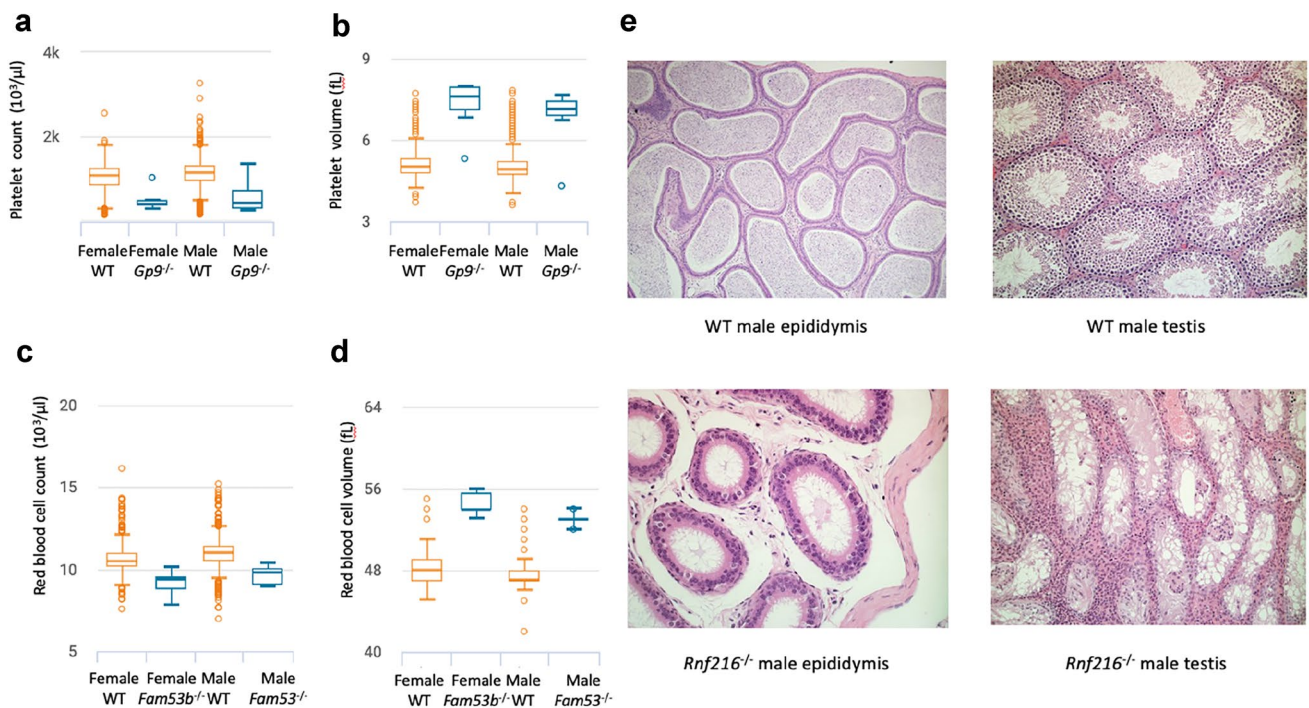 a
Platelet count (10³/µl)
4k
2k
Female Female Male Male
WT Gp9-/- WT Gp9-/-
b
Platelet volume (fL)
9
6
3
Female Female Male Male
WT Gp9-/- WT Gp9-/-
c
Red blood cell count (10³/µl)
20
15
10
5
Female Female Male Male
WT Fam53b-/- WT Fam53-/-
d
Red blood cell volume (fL)
64
56
48
40
Female Female Male Male
WT Fam53b-/- WT Fam53-/-
e
WT male epididymis
WT male testis
Rnf216-/- male epididymis
Rnf216-/- male testis